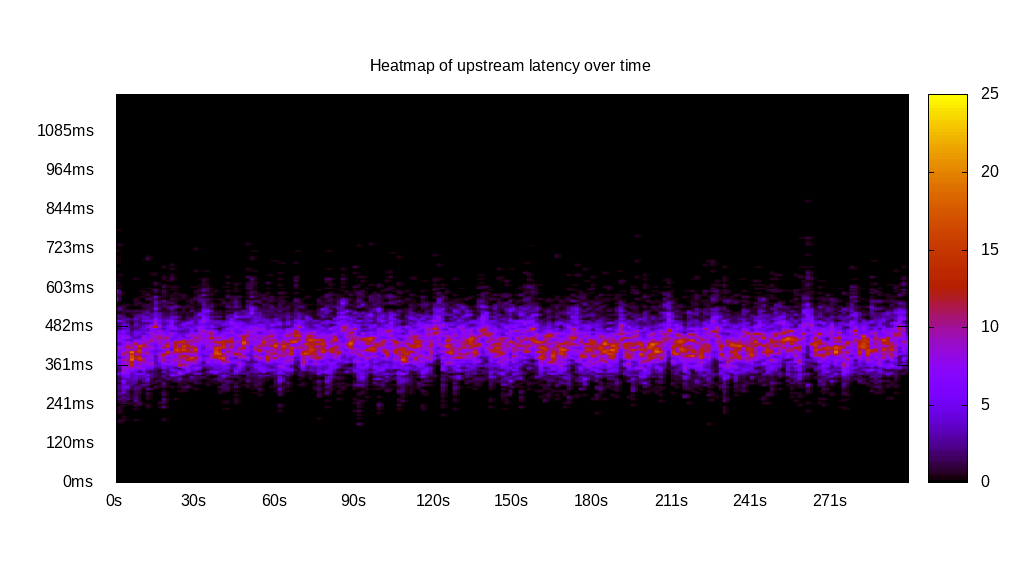 Heatmap of upstream latency over time
1085ms
964ms
844ms
723ms
603ms
482ms
361ms
241ms
120ms
0ms
0s 30s 60s 90s 120s 150s 180s 211s 241s 271s
25
20
15
10
5
0